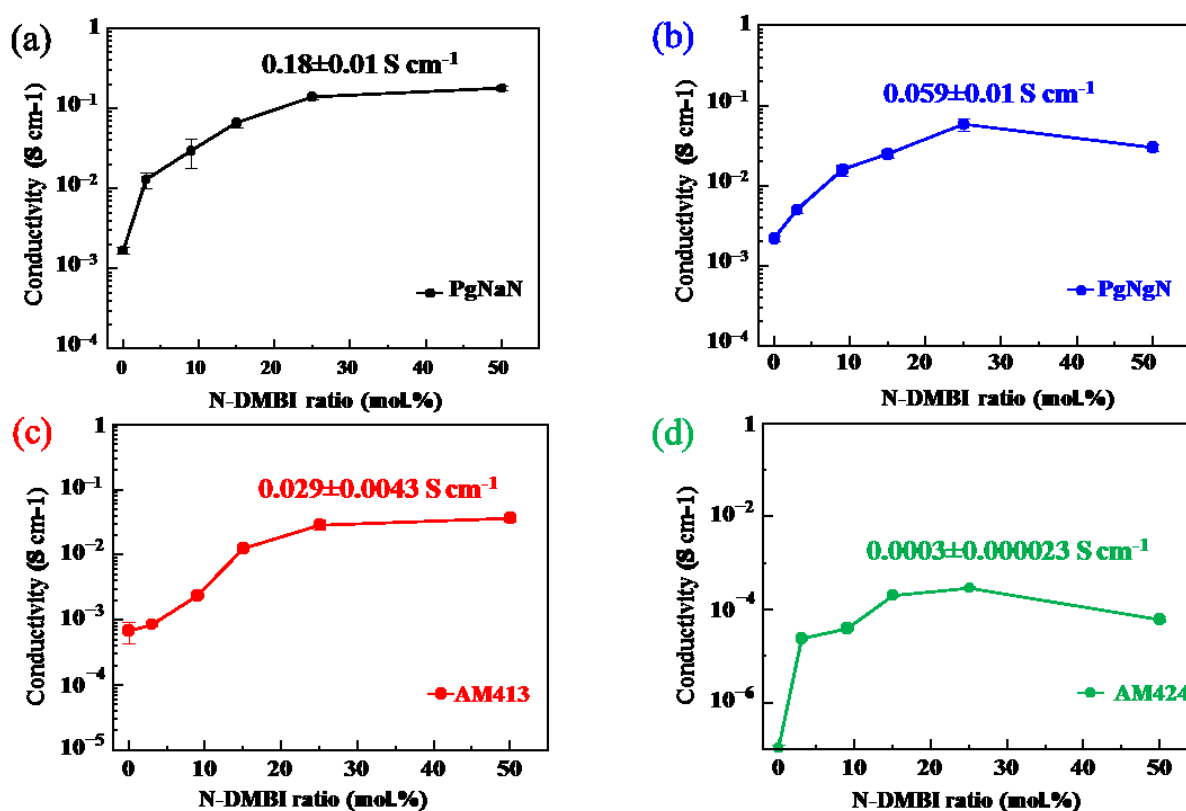 (a)
1
0.18±0.01 S cm⁻¹
10⁻¹
10⁻²
10⁻³
10⁻⁴
Conductivity (S cm-1)
PgNaN
0 10 20 30 40 50
N-DMBI ratio (mol.%)
(b)
1
0.059±0.01 S cm⁻¹
10⁻¹
10⁻²
10⁻³
10⁻⁴
Conductivity (S cm-1)
PgNgN
0 10 20 30 40 50
N-DMBI ratio (mol.%)
(c)
1
0.029±0.0043 S cm⁻¹
10⁻¹
10⁻²
10⁻³
10⁻⁴
10⁻⁵
Conductivity (S cm-1)
AM413
0 10 20 30 40 50
N-DMBI ratio (mol.%)
(d)
1
10⁻²
0.0003±0.000023 S cm⁻¹
10⁻⁴
10⁻⁶
Conductivity (S cm-1)
AM424
0 10 20 30 40 50
N-DMBI ratio (mol.%)